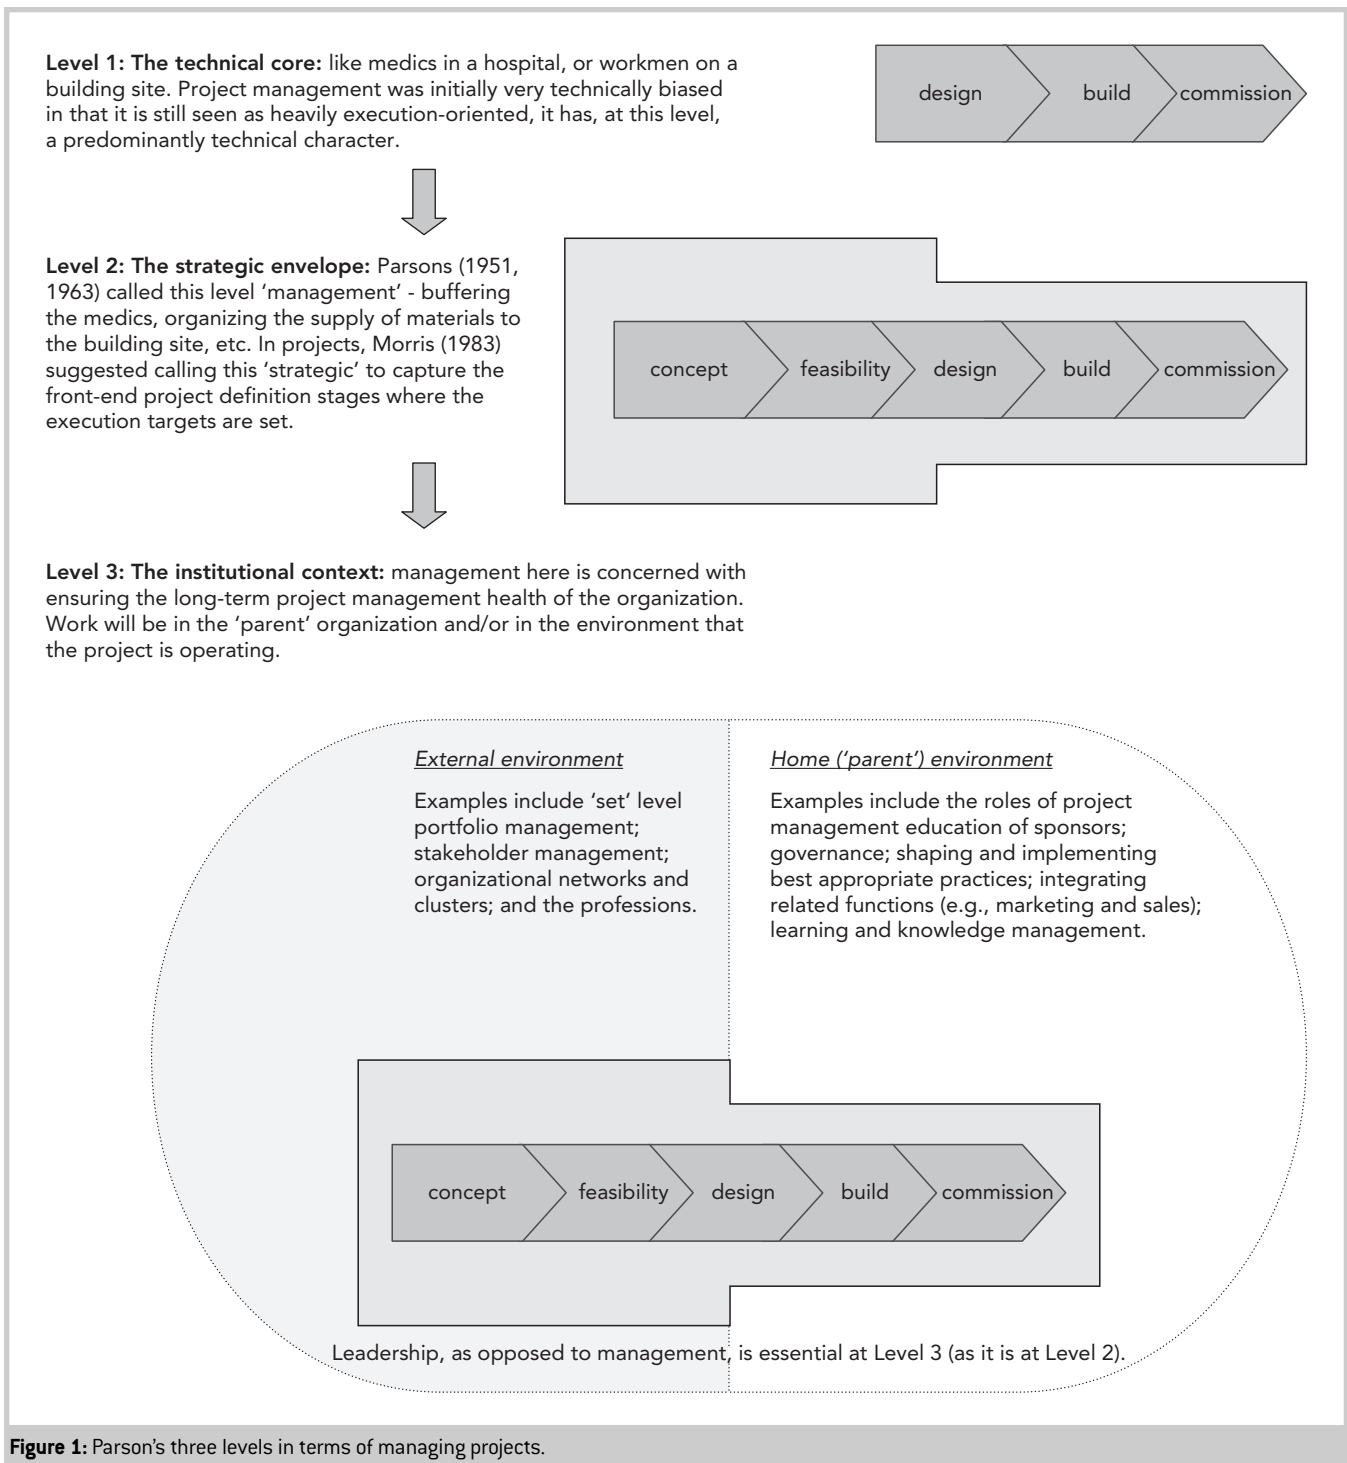 Level 1: The technical core: like medics in a hospital, or workmen on a
building site. Project management was initially very technically biased
in that it is still seen as heavily execution-oriented, it has, at this level,
a predominantly technical character.
design
build
commission
Level 2: The strategic envelope: Parsons (1951,
1963) called this level ‘management’ - buffering
the medics, organizing the supply of materials to
the building site, etc. In projects, Morris (1983)
suggested calling this ‘strategic’ to capture the
front-end project definition stages where the
execution targets are set.
concept
feasibility
design
build
commission
Level 3: The institutional context: management here is concerned with
ensuring the long-term project management health of the organization.
Work will be in the ‘parent’ organization and/or in the environment that
the project is operating.
External environment
Examples include ‘set’ level
portfolio management;
stakeholder management;
organizational networks and
clusters; and the professions.
Home (‘parent’) environment
Examples include the roles of project
management education of sponsors;
governance; shaping and implementing
best appropriate practices; integrating
related functions (e.g., marketing and sales);
learning and knowledge management.
concept
feasibility
design
build
commission
Leadership, as opposed to management, is essential at Level 3 (as it is at Level 2).
Figure 1: Parson’s three levels in terms of managing projects.